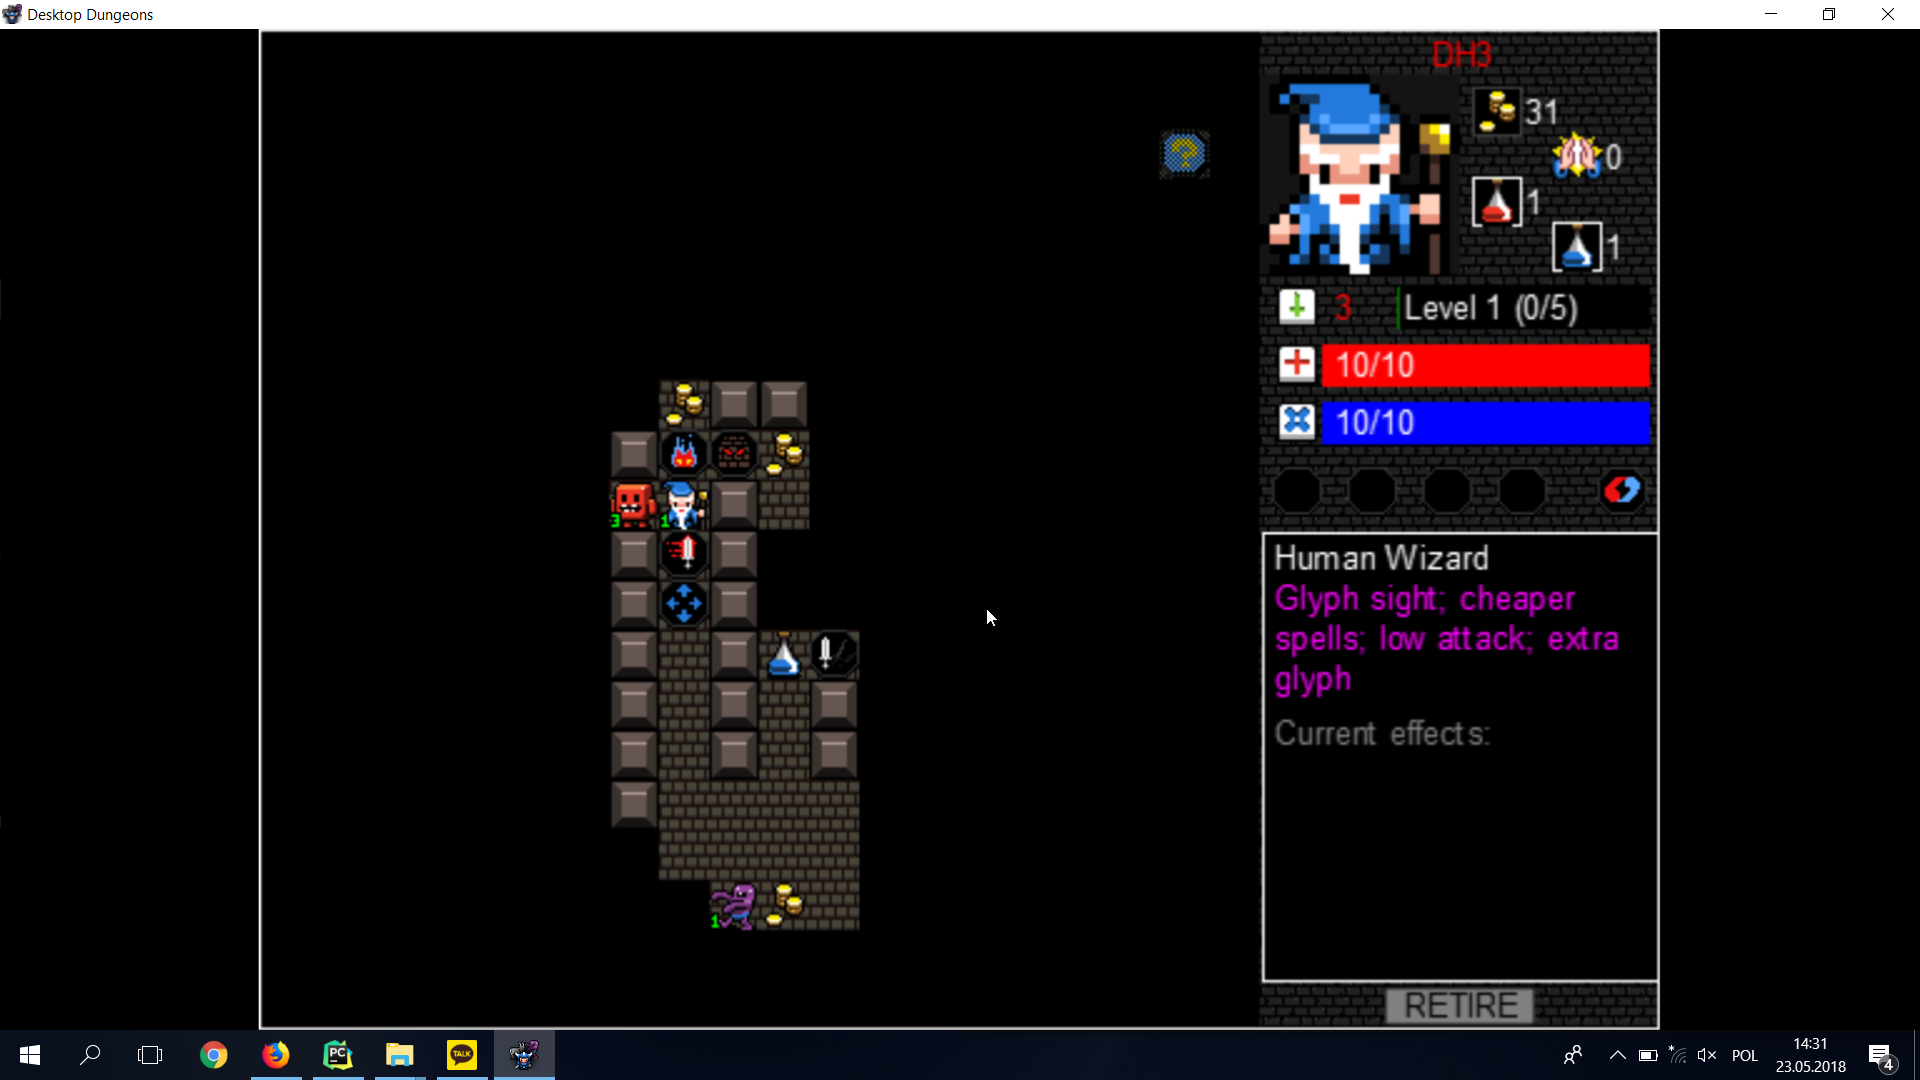 Desktop Dungeons
DH3
31
0
1
1
3 Level 1 (0/5)
10/10
10/10
3
1
1
Human Wizard
Glyph sight; cheaper
spells; low attack; extra
glyph
Current effects:
RETIRE
PC
TALK
POL
14:31
23.05.2018
4